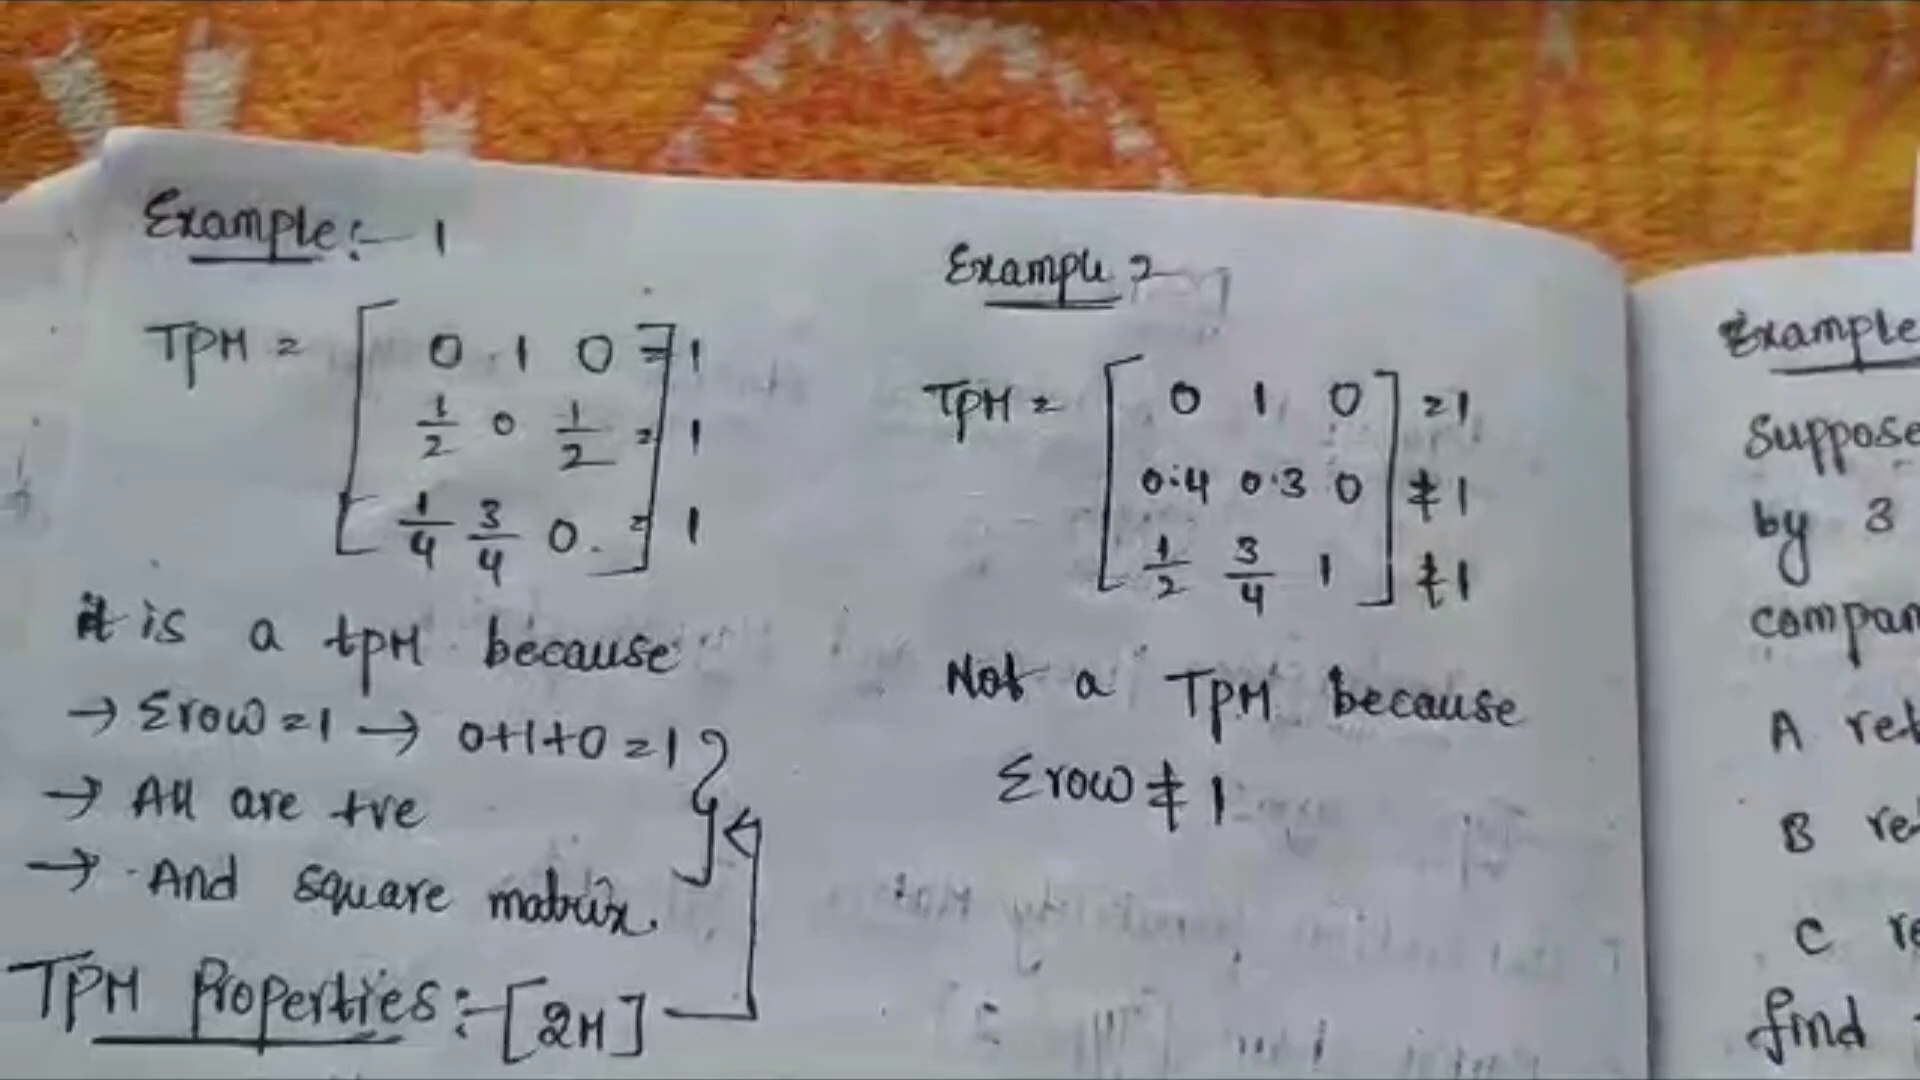 Example:- 1
TPM = [ 0 1 0 ] = 1
1/2 0 1/2 = 1
1/4 3/4 0. = 1
it is a tpM because
→ Σrow = 1 → 0+1+0 = 1
→ All are +ve
→ And square matrix.
TPM Properties:- [2M]
Example 2
TPM = [ 0 1 0 ] = 1
0.4 0.3 0 ≠ 1
1/2 3/4 1 ≠ 1
Not a TPM because
Σrow ≠ 1
Example
Suppose
by 3
compan
A ret
B re
C re
find